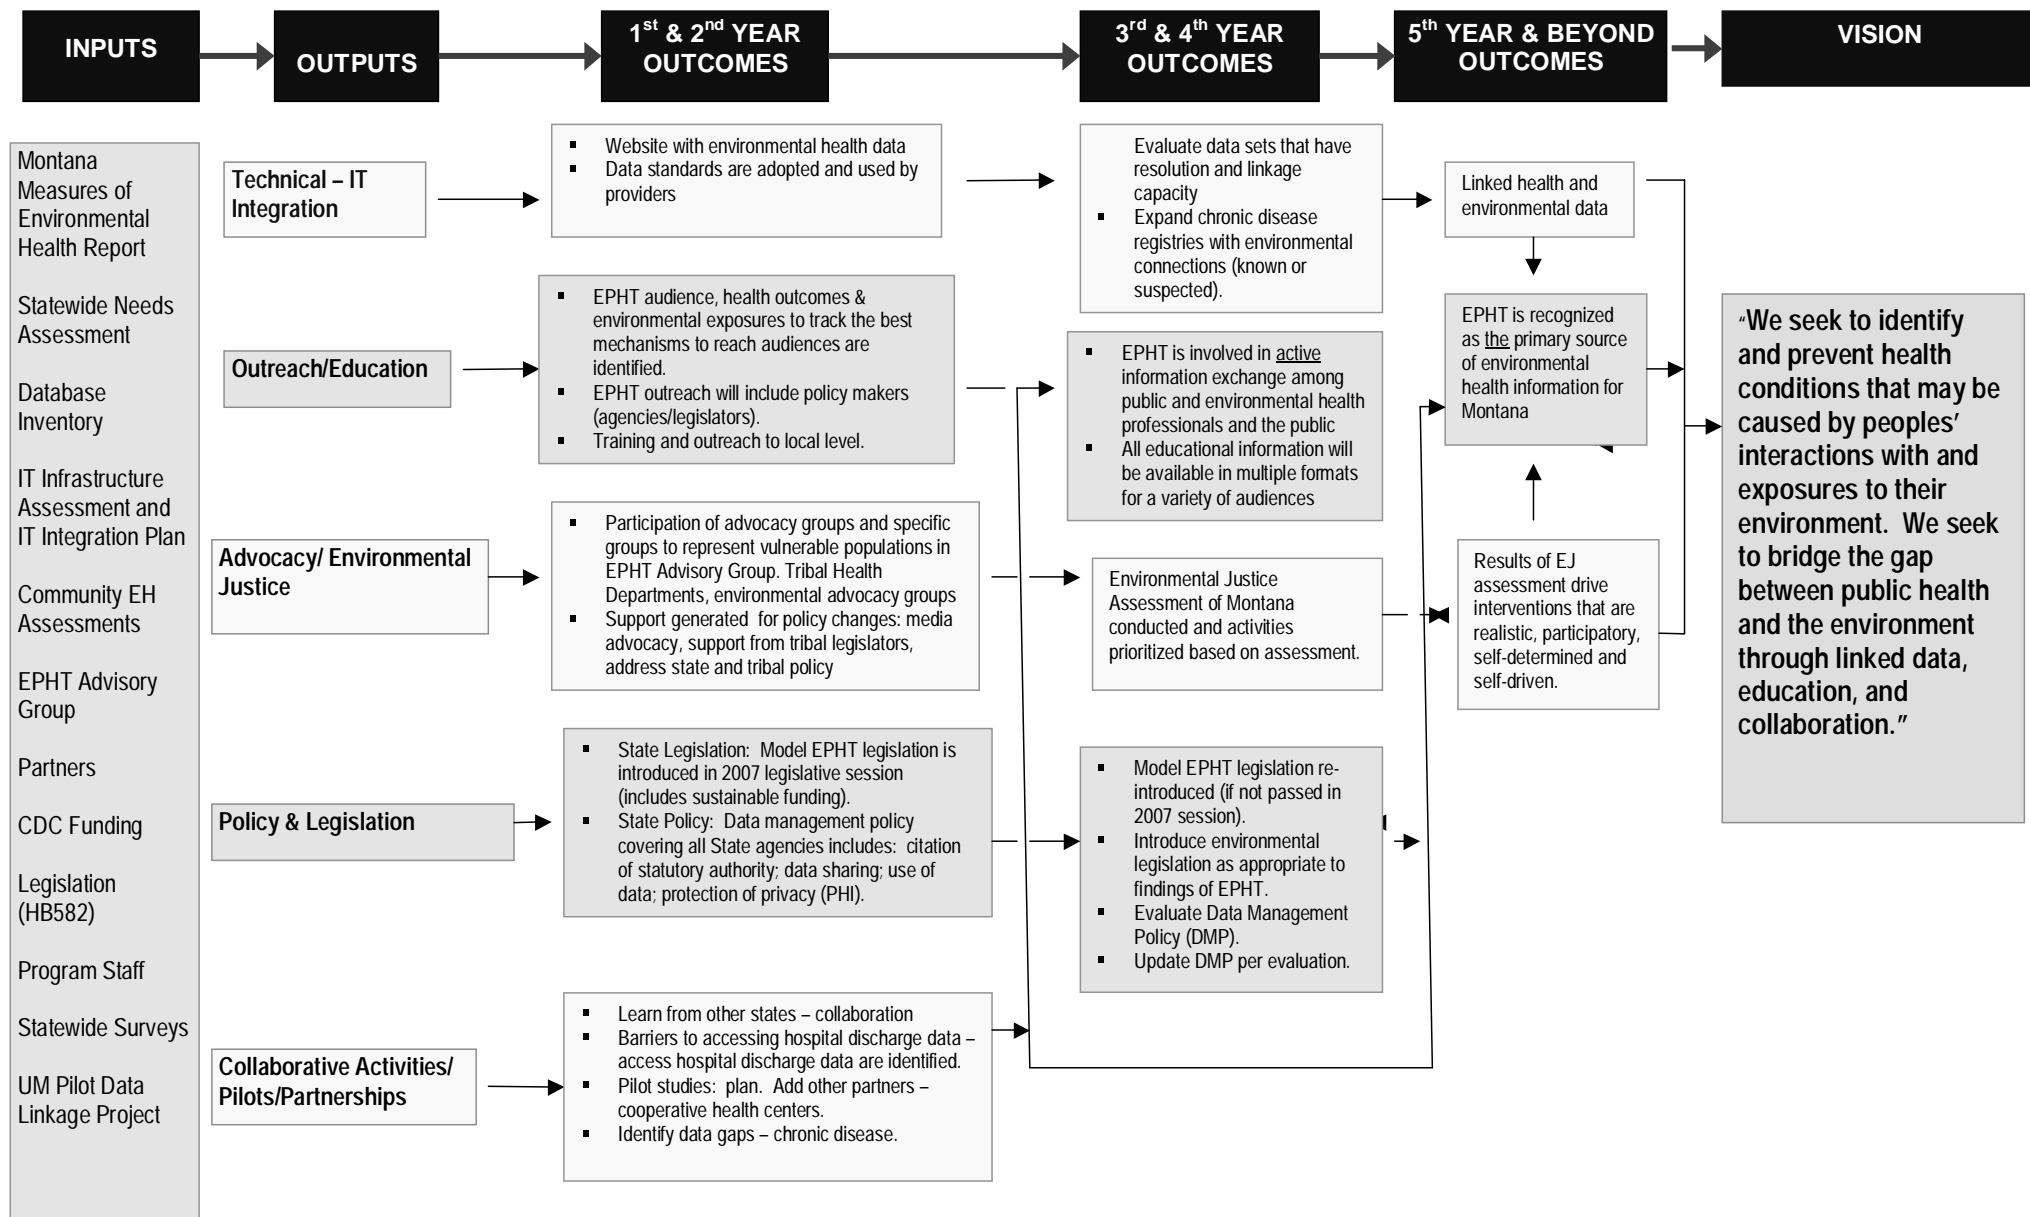 INPUTS
OUTPUTS
1st & 2nd YEAR
OUTCOMES
3rd & 4th YEAR
OUTCOMES
5th YEAR & BEYOND
OUTCOMES
VISION
Montana
Measures of
Environmental
Health Report
Statewide Needs
Assessment
Database
Inventory
IT Infrastructure
Assessment and
IT Integration Plan
Community EH
Assessments
EPHT Advisory
Group
Partners
CDC Funding
Legislation
(HB582)
Program Staff
Statewide Surveys
UM Pilot Data
Linkage Project
Technical – IT
Integration
▪ Website with environmental health data
▪ Data standards are adopted and used by
providers
Evaluate data sets that have
resolution and linkage
capacity
▪ Expand chronic disease
registries with environmental
connections (known or
suspected).
Linked health and
environmental data
Outreach/Education
▪ EPHT audience, health outcomes &
environmental exposures to track the best
mechanisms to reach audiences are
identified.
▪ EPHT outreach will include policy makers
(agencies/legislators).
▪ Training and outreach to local level.
▪ EPHT is involved in active
information exchange among
public and environmental health
professionals and the public
▪ All educational information will
be available in multiple formats
for a variety of audiences
EPHT is recognized
as the primary source
of environmental
health information for
Montana
Advocacy/ Environmental
Justice
▪ Participation of advocacy groups and specific
groups to represent vulnerable populations in
EPHT Advisory Group. Tribal Health
Departments, environmental advocacy groups
▪ Support generated for policy changes: media
advocacy, support from tribal legislators,
address state and tribal policy
Environmental Justice
Assessment of Montana
conducted and activities
prioritized based on assessment.
Results of EJ
assessment drive
interventions that are
realistic, participatory,
self-determined and
self-driven.
Policy & Legislation
▪ State Legislation: Model EPHT legislation is
introduced in 2007 legislative session
(includes sustainable funding).
▪ State Policy: Data management policy
covering all State agencies includes: citation
of statutory authority; data sharing; use of
data; protection of privacy (PHI).
▪ Model EPHT legislation re-
introduced (if not passed in
2007 session).
▪ Introduce environmental
legislation as appropriate to
findings of EPHT.
▪ Evaluate Data Management
Policy (DMP).
▪ Update DMP per evaluation.
Collaborative Activities/
Pilots/Partnerships
▪ Learn from other states – collaboration
▪ Barriers to accessing hospital discharge data –
access hospital discharge data are identified.
▪ Pilot studies: plan. Add other partners –
cooperative health centers.
▪ Identify data gaps – chronic disease.
“We seek to identify
and prevent health
conditions that may be
caused by peoples’
interactions with and
exposures to their
environment. We seek
to bridge the gap
between public health
and the environment
through linked data,
education, and
collaboration.”